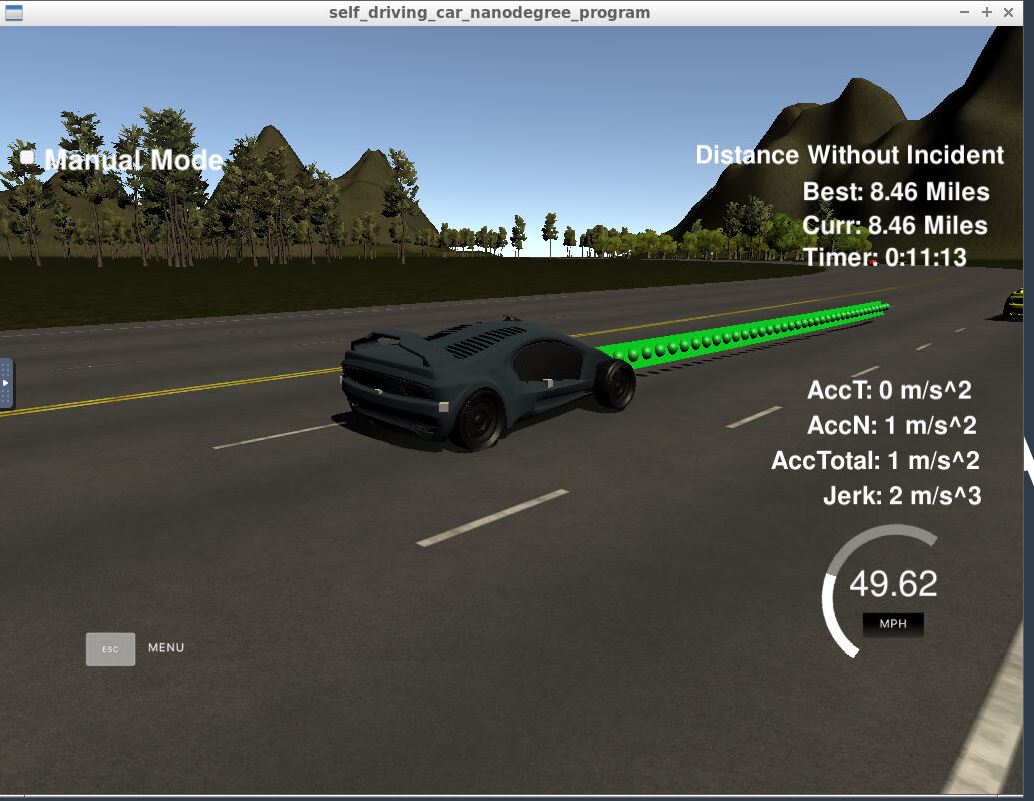 self_driving_car_nanodegree_program
Manual Mode
Distance Without Incident
Best: 8.46 Miles
Curr: 8.46 Miles
Timer: 0:11:13
AccT: 0 m/s^2
AccN: 1 m/s^2
AccTotal: 1 m/s^2
Jerk: 2 m/s^3
49.62
MPH
ESC MENU